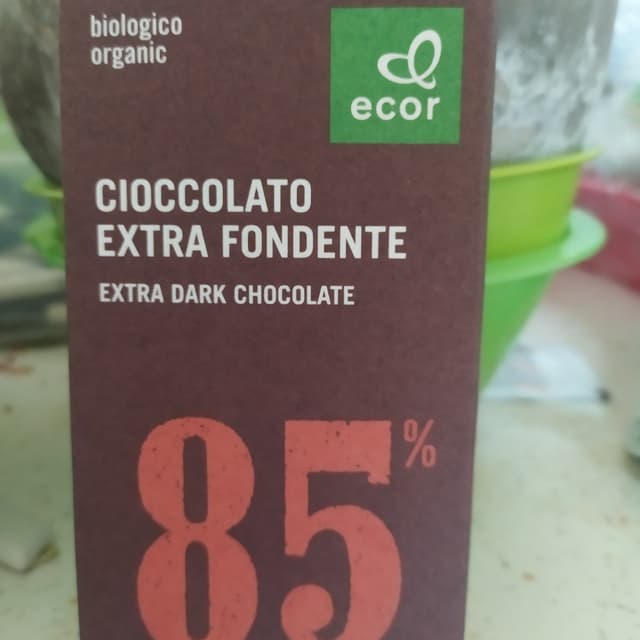 biologico
organic
ecor
CIOCCOLATO
EXTRA FONDENTE
EXTRA DARK CHOCOLATE
85%